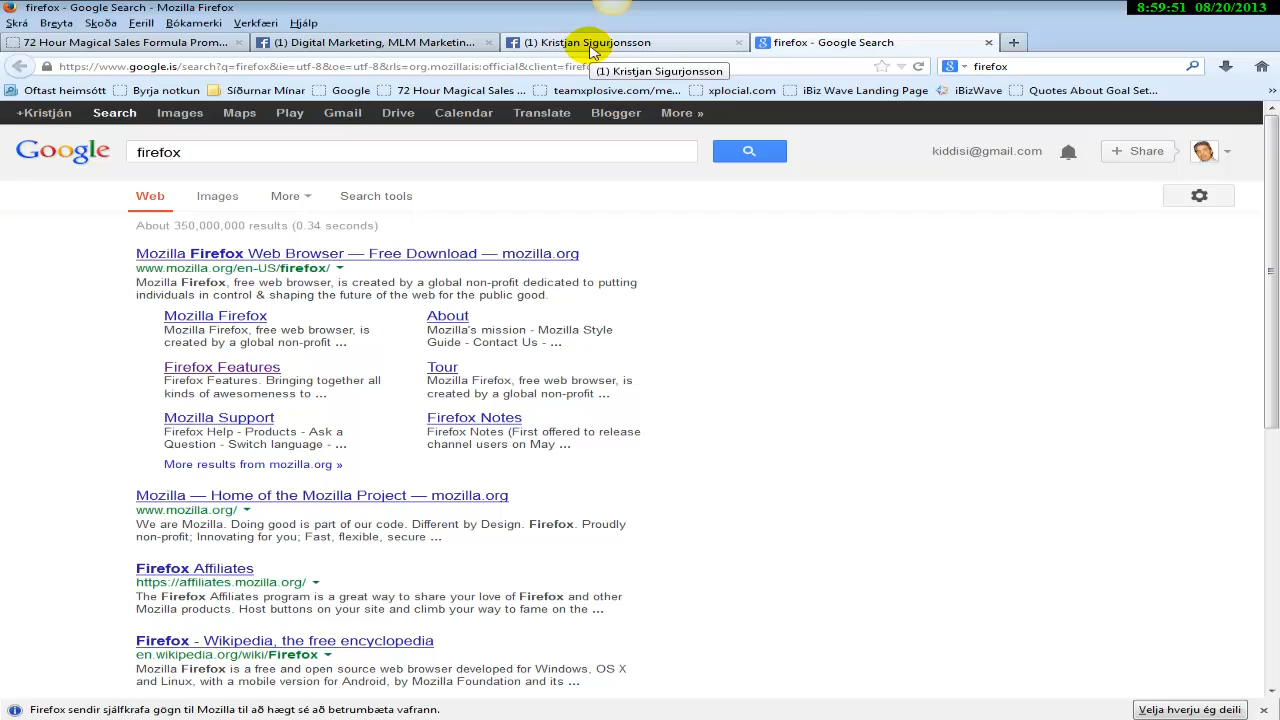 firefox - Google Search - Mozilla Firefox
8:59:51 08/20/2013
Skrá Breyta Skoða Ferill Bókamerki Verkfæri Hjálp
72 Hour Magical Sales Formula Prom...
(1) Digital Marketing, MLM Marketin...
(1) Kristjan Sigurjonsson
firefox - Google Search
https://www.google.is/search?q=firefox&ie=utf-8&oe=utf-8&rls=org.mozilla:is:official&client=firefo
firefox
(1) Kristjan Sigurjonsson
Oftast heimsótt Byrja notkun Síðurnar Mínar Google 72 Hour Magical Sales ... teamxplosive.com/me... xplocial.com iBiz Wave Landing Page iBizWave Quotes About Goal Set... »
+Kristján Search Images Maps Play Gmail Drive Calendar Translate Blogger More »
Google
firefox
kiddisi@gmail.com
+ Share
Web Images More Search tools
About 350,000,000 results (0.34 seconds)
Mozilla Firefox Web Browser — Free Download — mozilla.org
www.mozilla.org/en-US/firefox/
Mozilla Firefox, free web browser, is created by a global non-profit dedicated to putting
individuals in control & shaping the future of the web for the public good.
Mozilla Firefox
Mozilla Firefox, free web browser, is
created by a global non-profit ...
About
Mozilla's mission - Mozilla Style
Guide - Contact Us - ...
Firefox Features
Firefox Features. Bringing together all
kinds of awesomeness to ...
Tour
Mozilla Firefox, free web browser, is
created by a global non-profit ...
Mozilla Support
Firefox Help - Products - Ask a
Question - Switch language - ...
Firefox Notes
Firefox Notes (First offered to release
channel users on May ...
More results from mozilla.org »
Mozilla — Home of the Mozilla Project — mozilla.org
www.mozilla.org/
We are Mozilla. Doing good is part of our code. Different by Design. Firefox. Proudly
non-profit; Innovating for you; Fast, flexible, secure ...
Firefox Affiliates
https://affiliates.mozilla.org/
The Firefox Affiliates program is a great way to share your love of Firefox and other
Mozilla products. Host buttons on your site and climb your way to fame on the ...
Firefox - Wikipedia, the free encyclopedia
en.wikipedia.org/wiki/Firefox
Mozilla Firefox is a free and open source web browser developed for Windows, OS X
and Linux, with a mobile version for Android, by Mozilla Foundation and its ...
Firefox sendir sjálfkrafa gögn til Mozilla til að hægt sé að betrumbæta vafrann.
Velja hverju ég deili